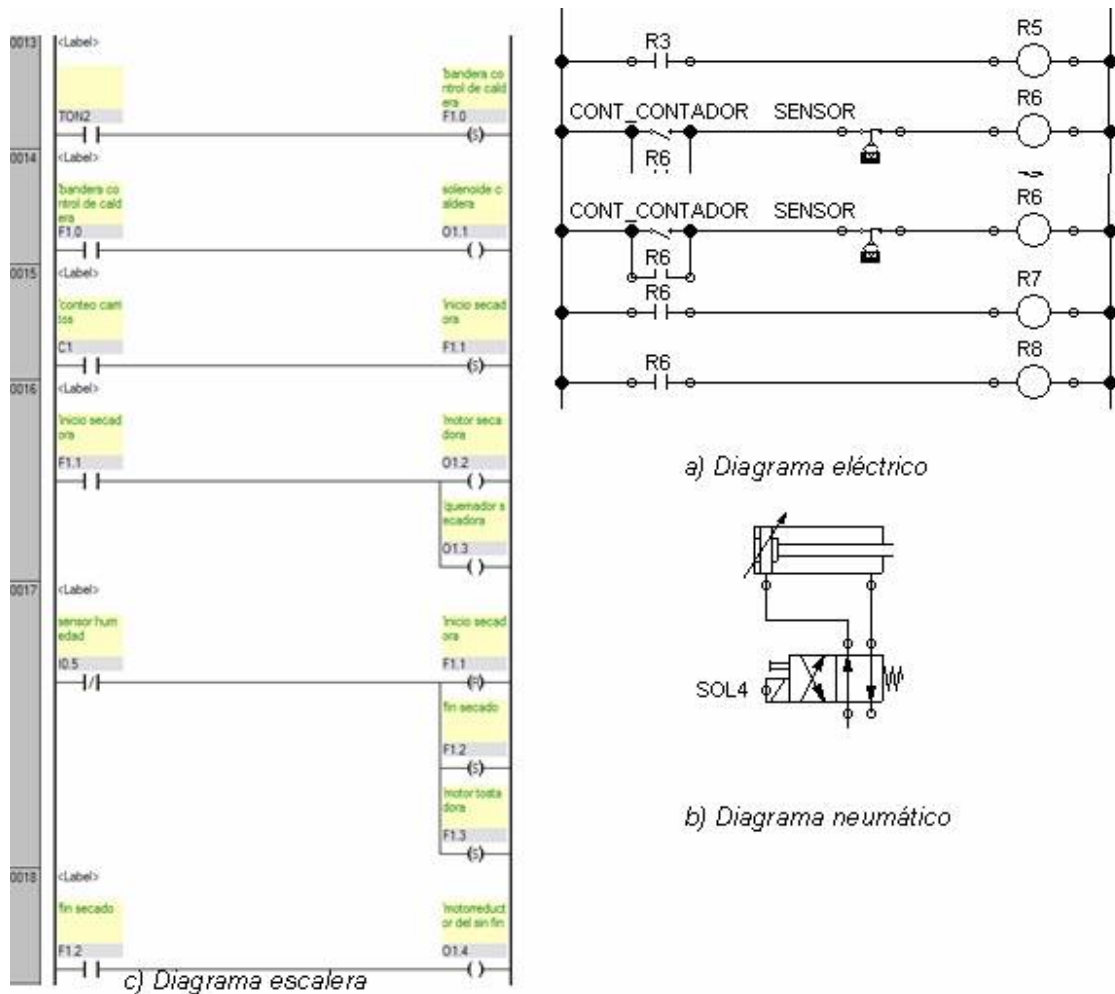 0013
<Label>
'bandera co
ntrol de cald
era
TON2
F1.0
(S)
0014
<Label>
'bandera co
ntrol de cald
era
solenoide c
aldera
F1.0
O1.1
0015
<Label>
'conteo carr
itos
'inicio secad
ora
C1
F1.1
(S)
0016
<Label>
'inicio secad
ora
'motor seca
dora
F1.1
O1.2
'quemador s
ecadora
O1.3
0017
<Label>
sensor hum
edad
'inicio secad
ora
I0.5
F1.1
(R)
fin secado
F1.2
(S)
'motor tosta
dora
F1.3
(S)
0018
<Label>
fin secado
'motorreduct
or del sin fin
F1.2
O1.4
c) Diagrama escalera
R3
R5
CONT_CONTADOR
SENSOR
R6
R6
CONT_CONTADOR
SENSOR
R6
R6
R6
R7
R6
R8
a) Diagrama eléctrico
SOL4
b) Diagrama neumático